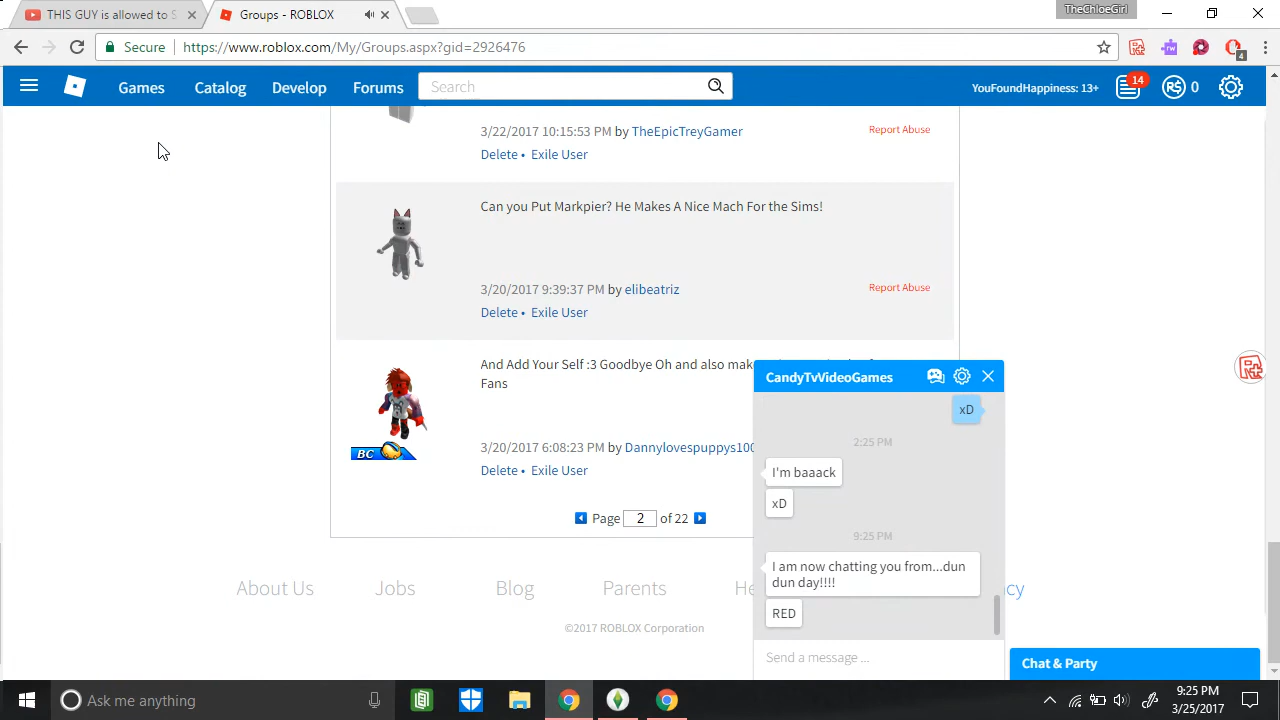 THIS GUY is allowed to S
Groups - ROBLOX
TheChloeGirl
Secure
https://www.roblox.com/My/Groups.aspx?gid=2926476
4
Games
Catalog
Develop
Forums
Search
YouFoundHappiness: 13+
14
R$ 0
3/22/2017 10:15:53 PM by TheEpicTreyGamer
Report Abuse
Delete • Exile User
Can you Put Markpier? He Makes A Nice Mach For the Sims!
3/20/2017 9:39:37 PM by elibeatriz
Report Abuse
Delete • Exile User
And Add Your Self :3 Goodbye Oh and also mak
Fans
BC
3/20/2017 6:08:23 PM by Dannylovespuppys100
Delete • Exile User
Page 2 of 22
CandyTvVideoGames
xD
2:25 PM
I'm baaack
xD
9:25 PM
I am now chatting you from...dun
dun day!!!!
RED
Send a message ...
Chat & Party
About Us
Jobs
Blog
Parents
He
cy
©2017 ROBLOX Corporation
Ask me anything
9:25 PM
3/25/2017